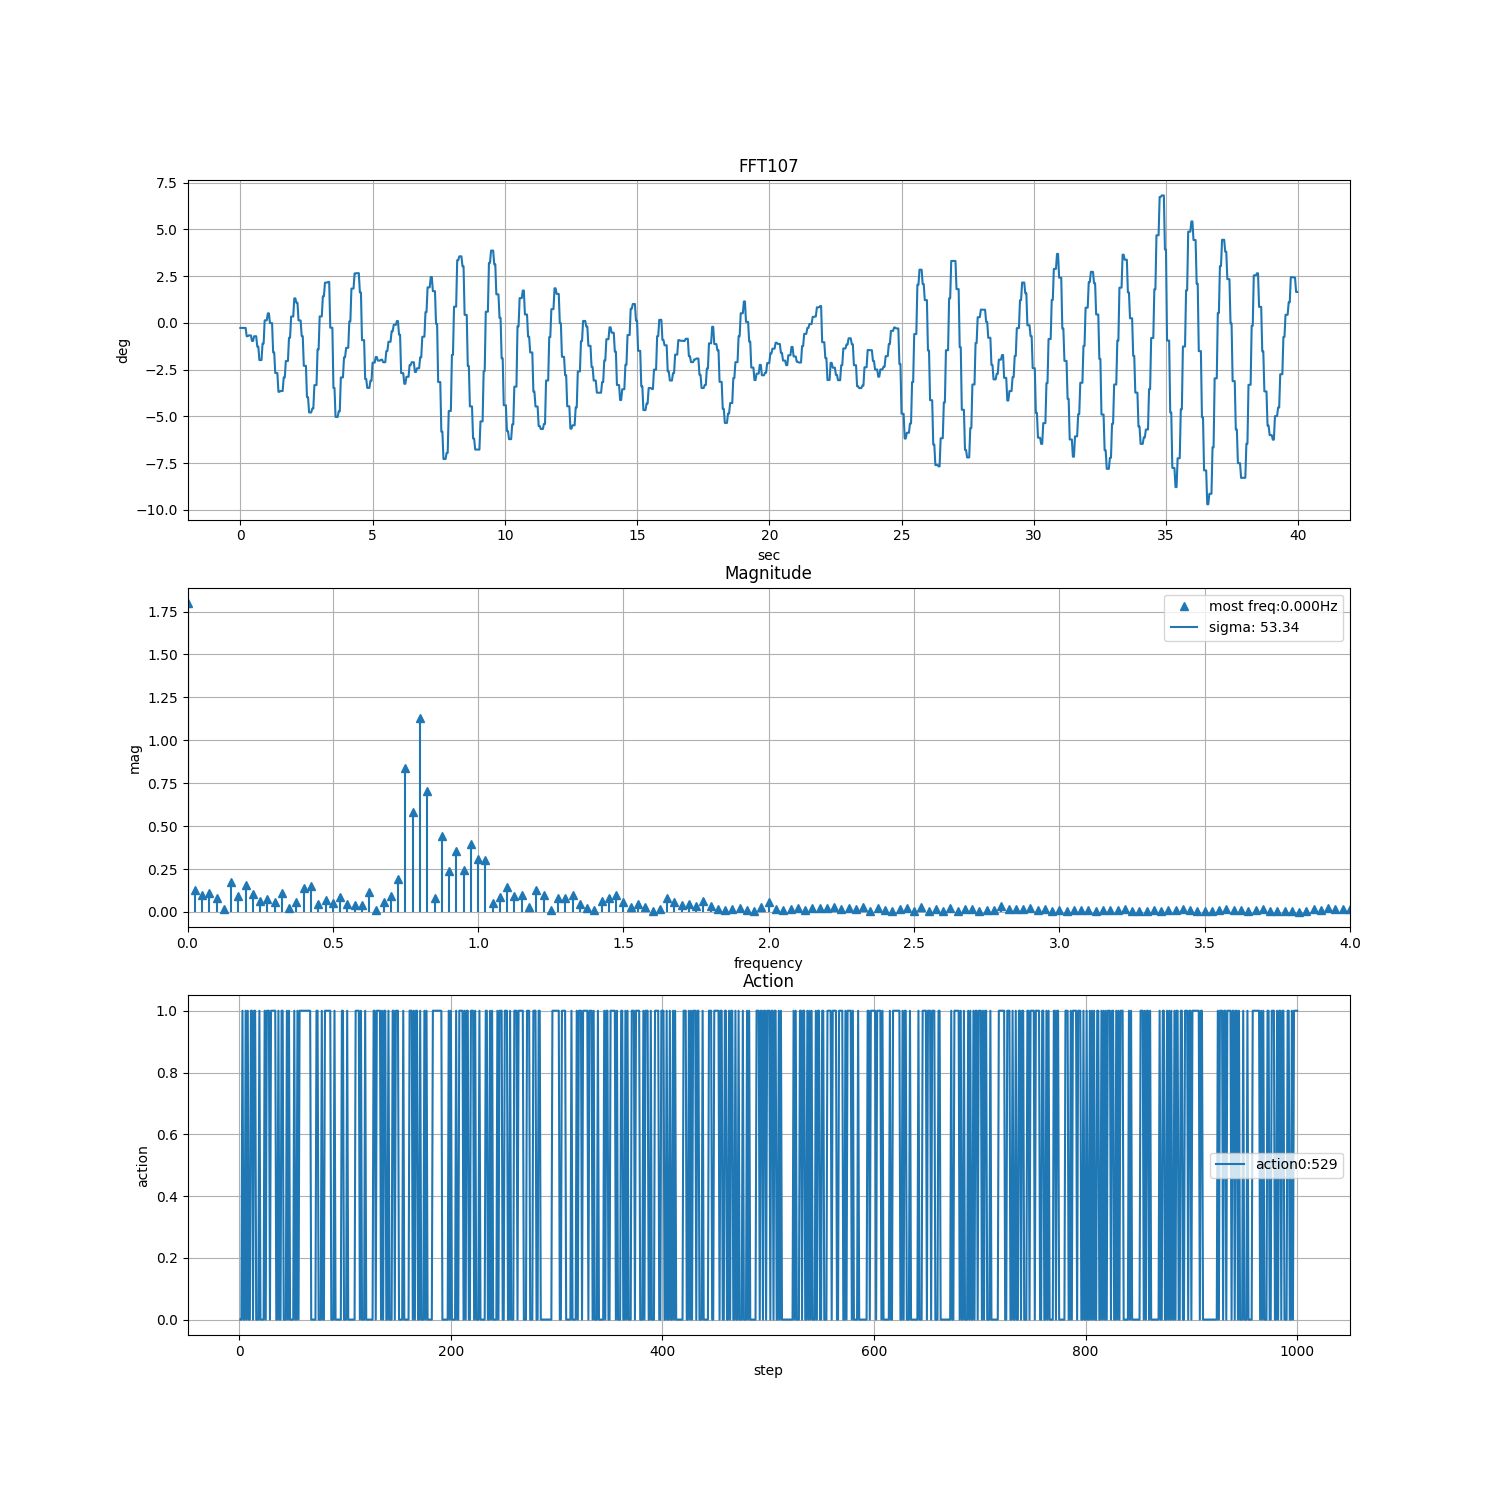 FFT107
7.5
5.0
2.5
0.0
−2.5
−5.0
−7.5
−10.0
deg
0 5 10 15 20 25 30 35 40
sec
Magnitude
1.75
1.50
1.25
1.00
0.75
0.50
0.25
0.00
mag
most freq:0.000Hz
sigma: 53.34
0.0 0.5 1.0 1.5 2.0 2.5 3.0 3.5 4.0
frequency
Action
1.0
0.8
0.6
0.4
0.2
0.0
action
action0:529
0 200 400 600 800 1000
step